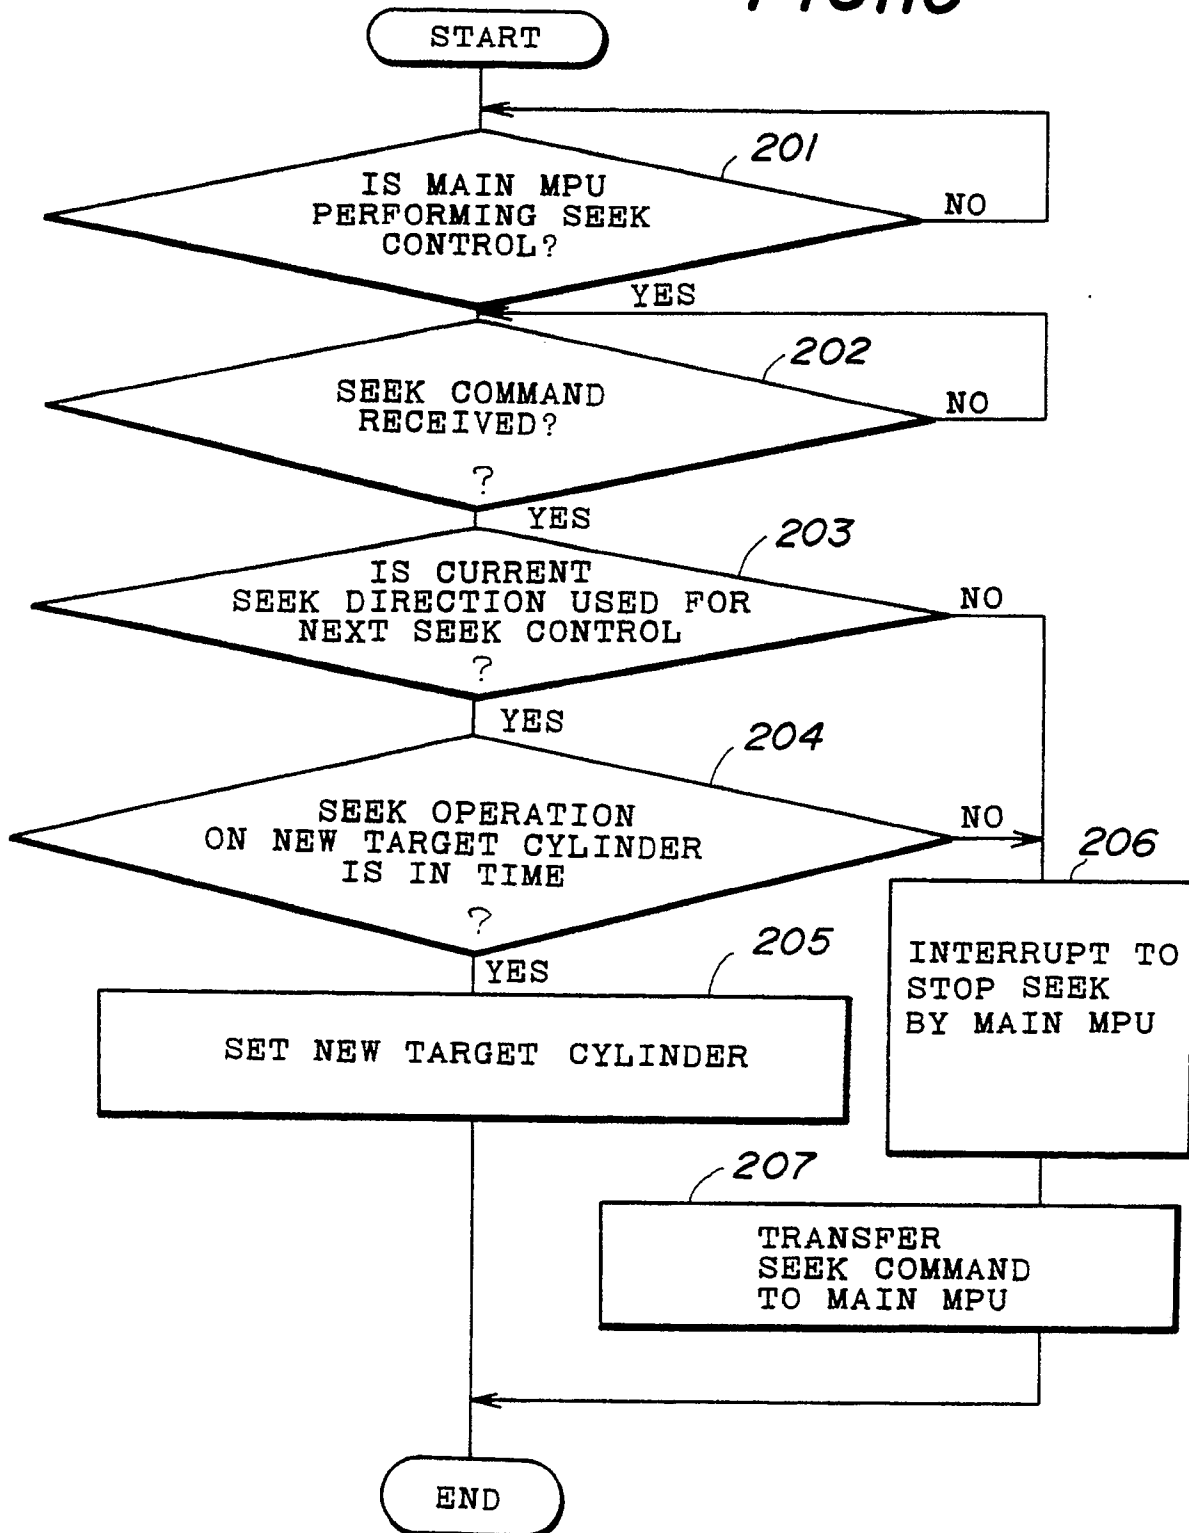 START
201
IS MAIN MPU
PERFORMING SEEK
CONTROL?
NO
YES
202
SEEK COMMAND
RECEIVED?
?
NO
YES
203
IS CURRENT
SEEK DIRECTION USED FOR
NEXT SEEK CONTROL
?
NO
YES
204
SEEK OPERATION
ON NEW TARGET CYLINDER
IS IN TIME
?
NO
YES
206
INTERRUPT TO
STOP SEEK
BY MAIN MPU
205
SET NEW TARGET CYLINDER
207
TRANSFER
SEEK COMMAND
TO MAIN MPU
END